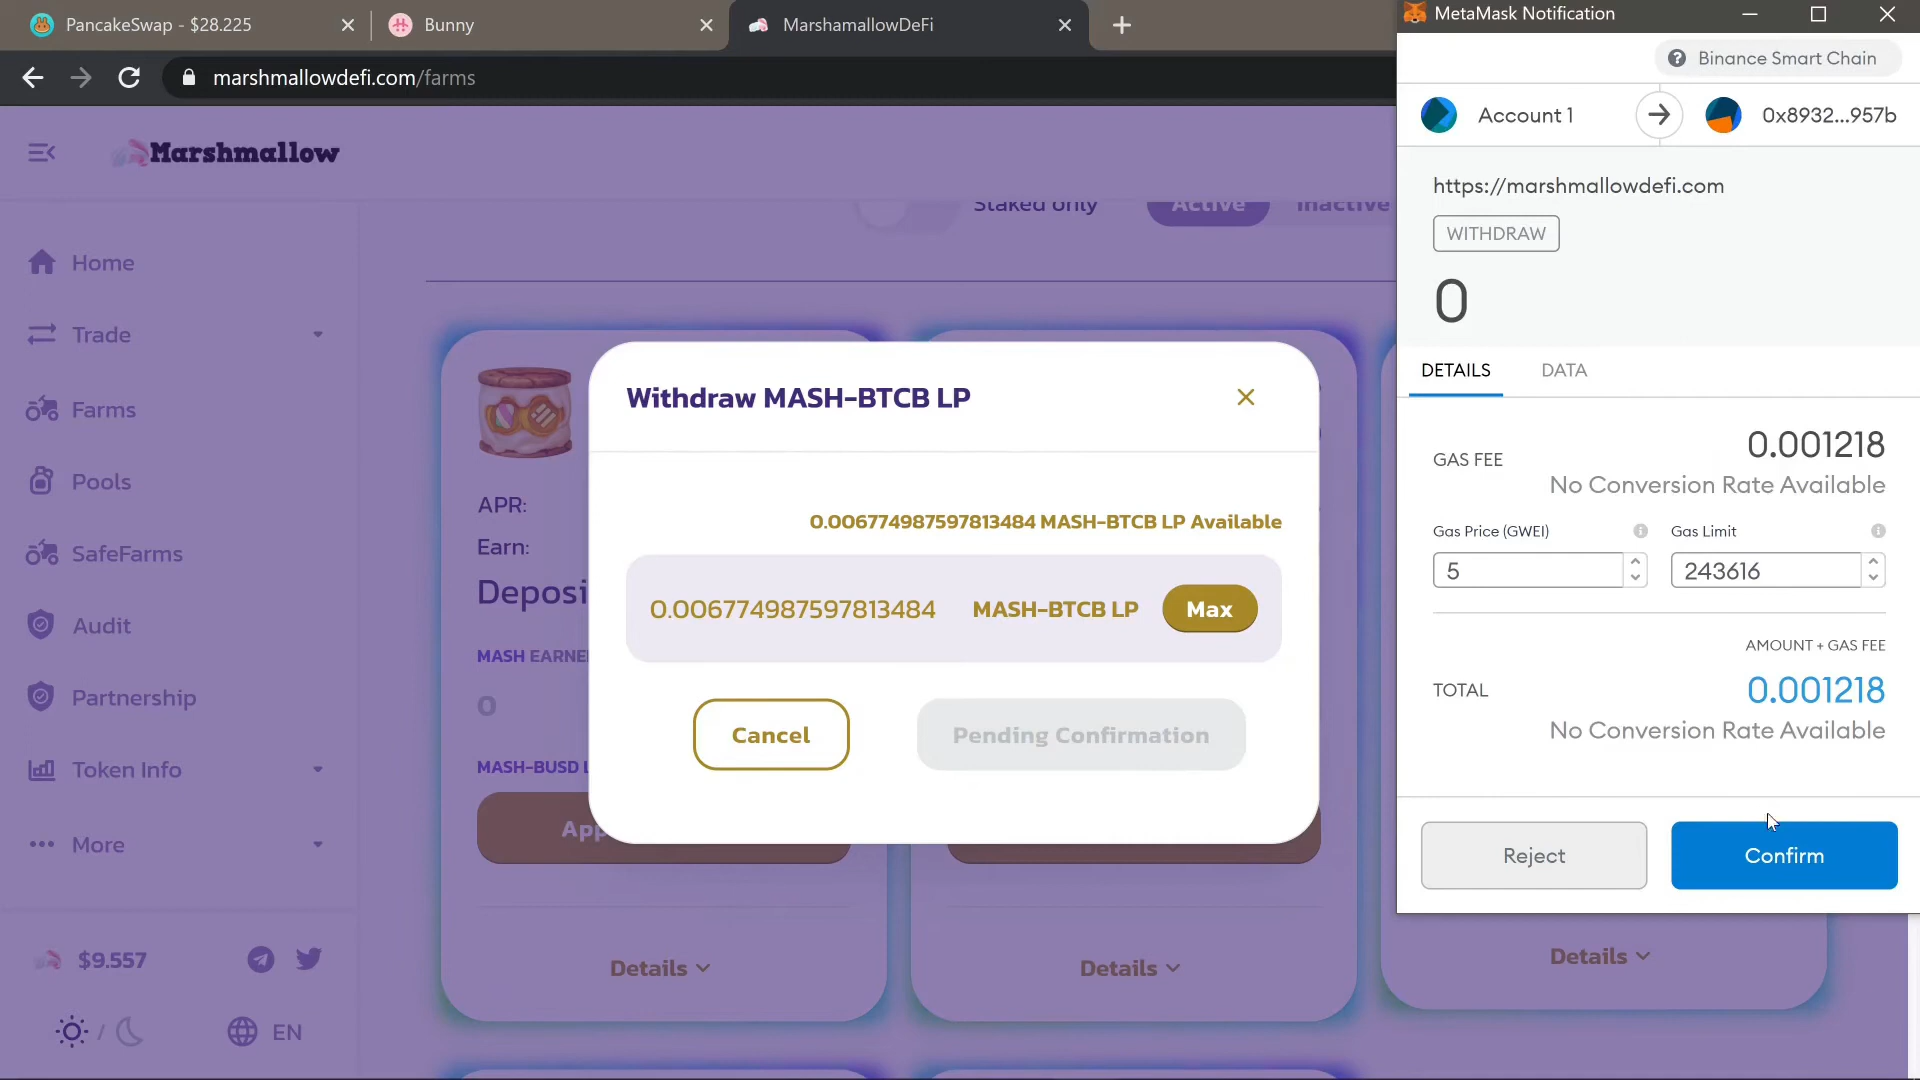 PancakeSwap - $28.225
Bunny
MarshamallowDeFi
marshmallowdefi.com/farms
Marshmallow
Home
Trade
Farms
Pools
SafeFarms
Audit
Partnership
Token Info
More
$9.557
/
EN
Staked only
Active
Inactive
APR:
Earn:
Deposi
MASH EARNE
0
MASH-BUSD L
App
Details
Details
Details
Withdraw MASH-BTCB LP
0.006774987597813484 MASH-BTCB LP Available
0.006774987597813484 MASH-BTCB LP Max
Cancel
Pending Confirmation
MetaMask Notification
Binance Smart Chain
Account 1
0x8932...957b
https://marshmallowdefi.com
WITHDRAW
0
DETAILS
DATA
GAS FEE
0.001218
No Conversion Rate Available
Gas Price (GWEI)
Gas Limit
5
243616
AMOUNT + GAS FEE
TOTAL
0.001218
No Conversion Rate Available
Reject
Confirm